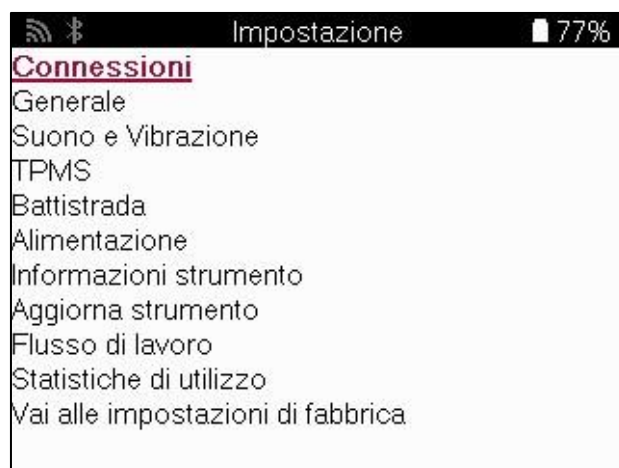 Impostazione 77%
Connessioni
Generale
Suono e Vibrazione
TPMS
Battistrada
Alimentazione
Informazioni strumento
Aggiorna strumento
Flusso di lavoro
Statistiche di utilizzo
Vai alle impostazioni di fabbrica